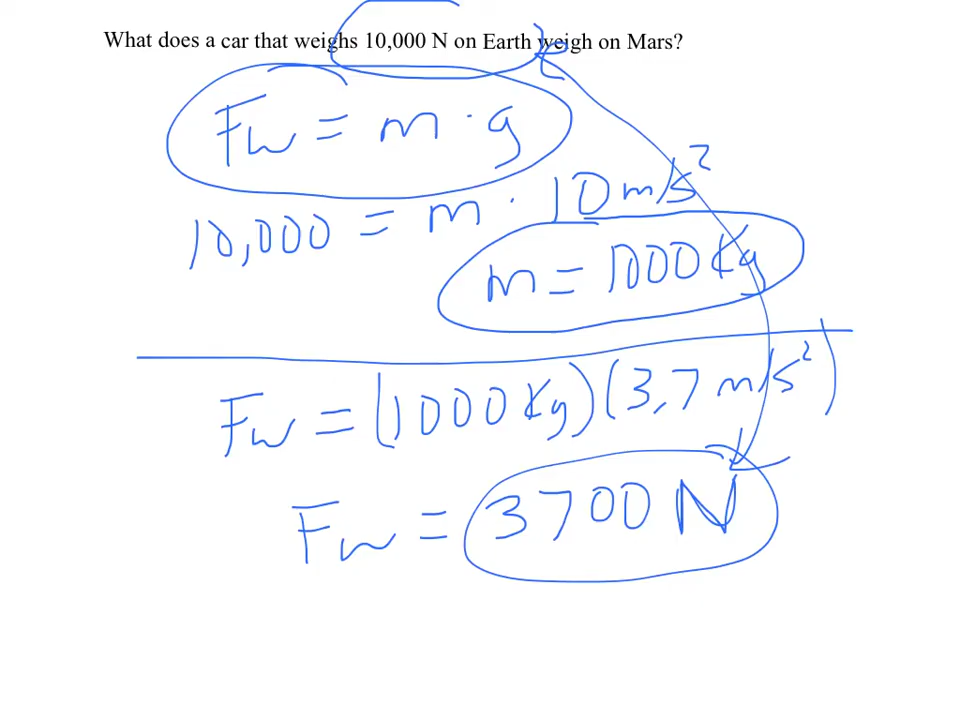 What does a car that weighs 10,000 N on Earth weigh on Mars?
Fw = m · g
10,000 = m · 10 m/s²
m = 1000 Kg
Fw = (1000 Kg)(3,7 m/s²)
Fw = 3700 N